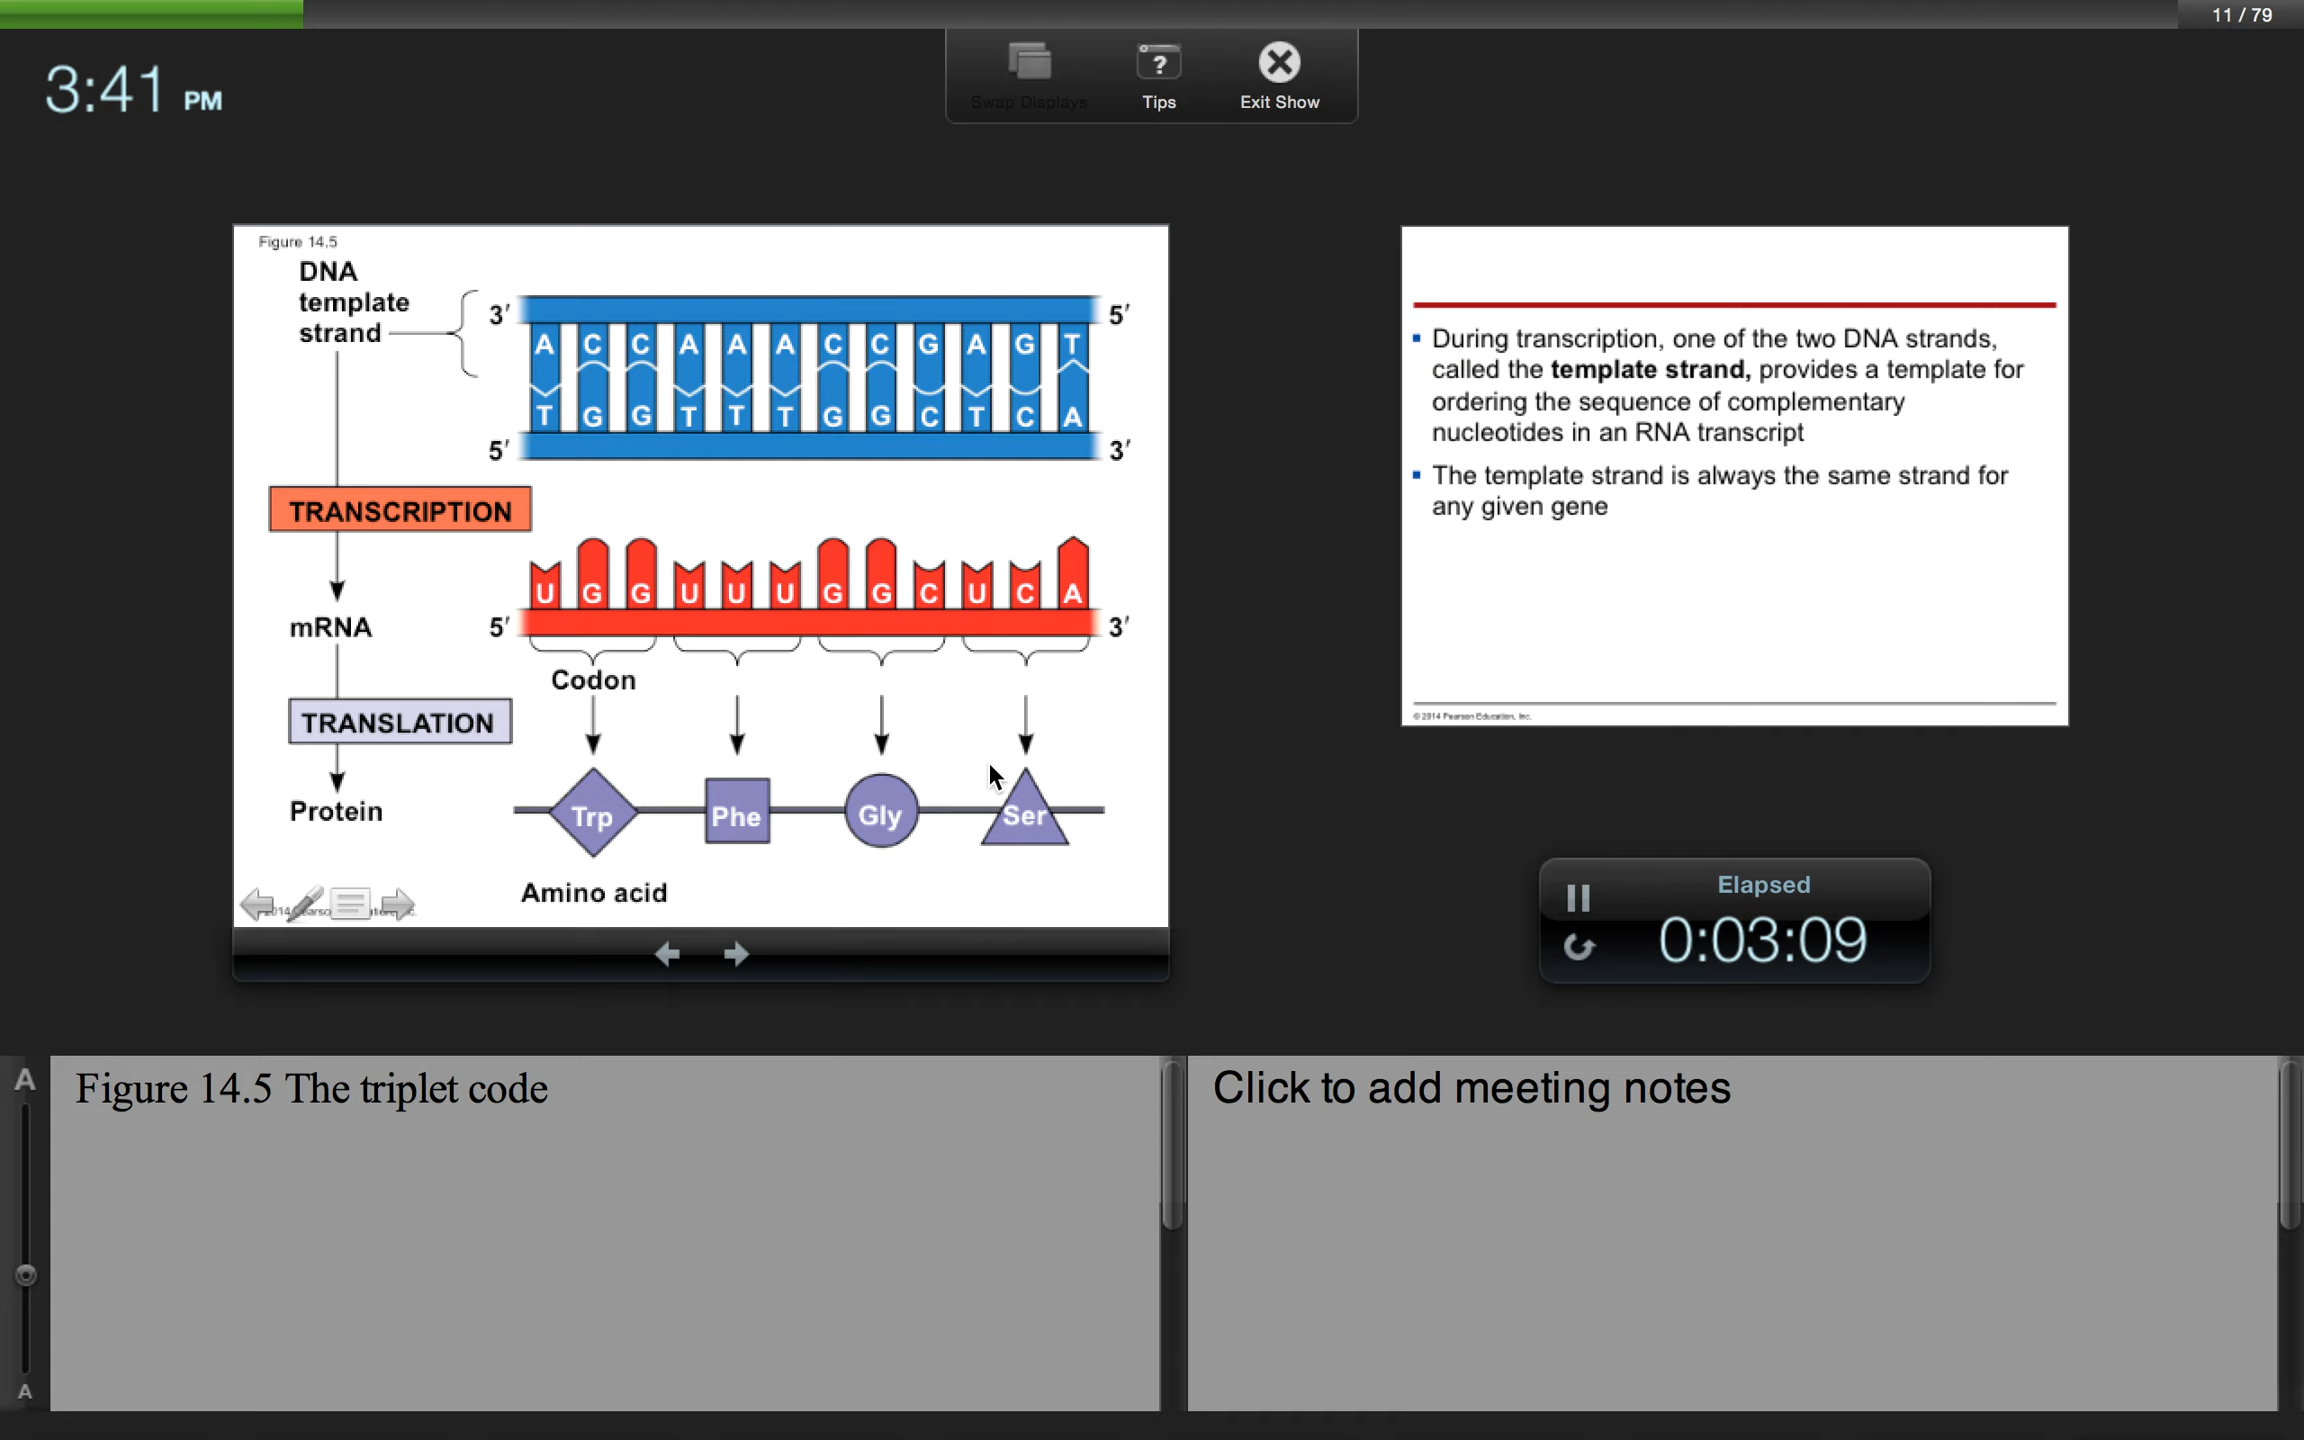 11 / 79
3:41 PM
Swap Displays
Tips
Exit Show
Figure 14.5
DNA
template
strand
3′ 5′
A C C A A A C C G A G T
T G G T T T G G C T C A
5′ 3′
TRANSCRIPTION
U G G U U U G G C U C A
mRNA 5′ 3′
Codon
TRANSLATION
Protein
Trp Phe Gly Ser
Amino acid
During transcription, one of the two DNA strands,
called the template strand, provides a template for
ordering the sequence of complementary
nucleotides in an RNA transcript
The template strand is always the same strand for
any given gene
© 2014 Pearson Education, Inc.
Elapsed
0:03:09
A
A
Figure 14.5 The triplet code
Click to add meeting notes